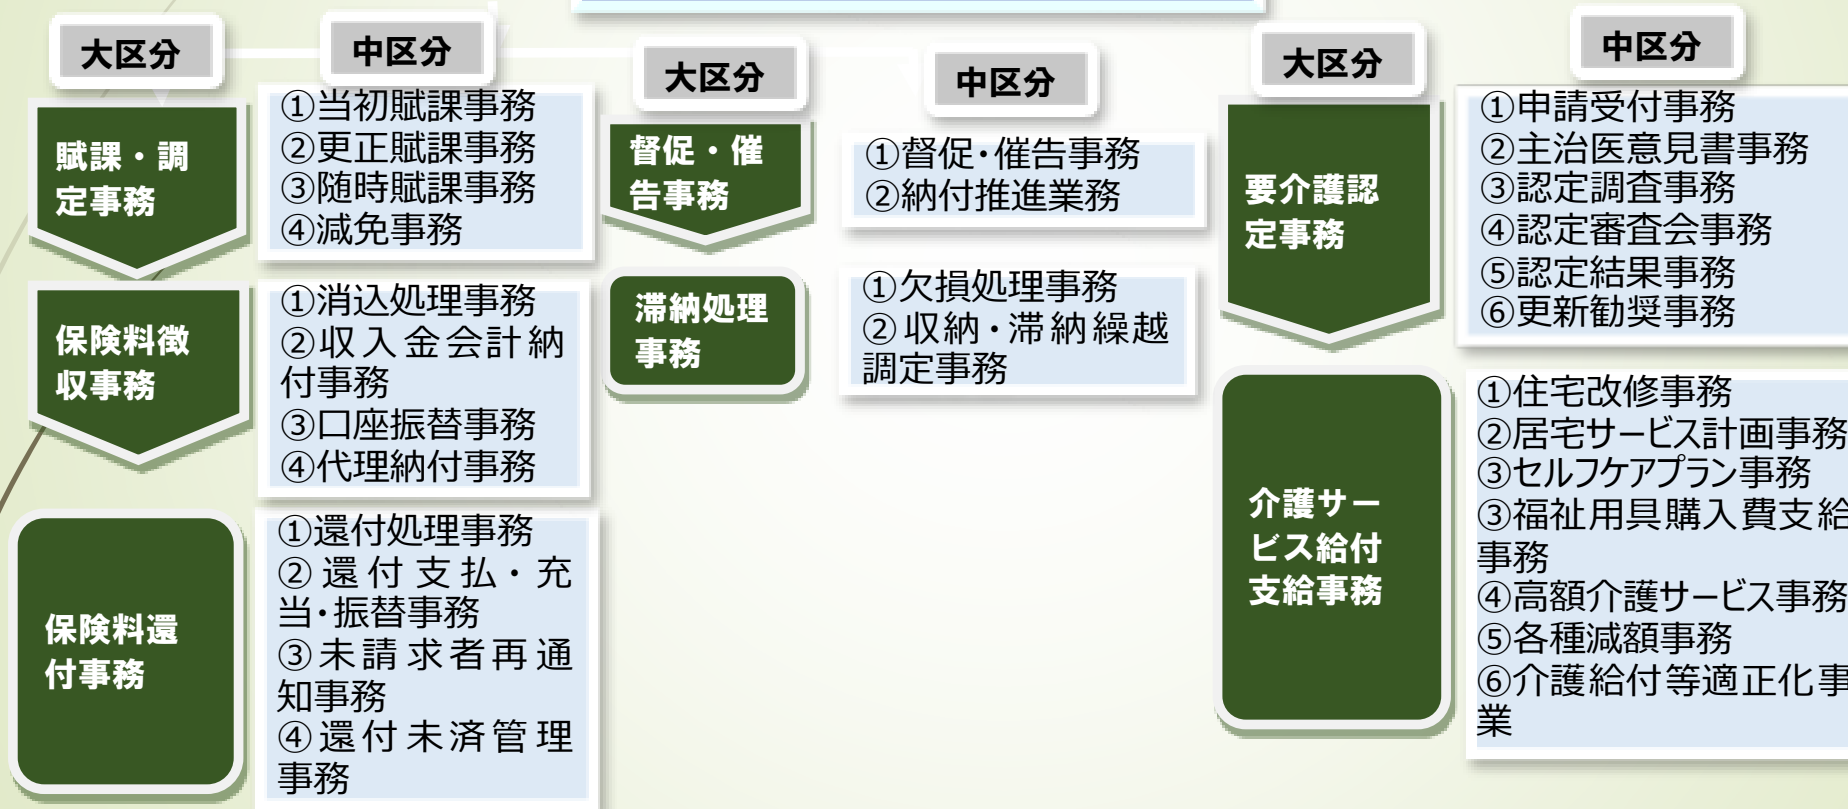 大区分
中区分
賦課・調
定事務
①当初賦課事務
②更正賦課事務
③随時賦課事務
④減免事務
保険料徴
収事務
①消込処理事務
②収入金会計納
付事務
③口座振替事務
④代理納付事務
保険料還
付事務
①還付処理事務
②還付支払・充
当・振替事務
③未請求者再通
知事務
④還付未済管理
事務
大区分
中区分
督促・催
告事務
①督促・催告事務
②納付推進業務
滞納処理
事務
①欠損処理事務
②収納・滞納繰越
調定事務
大区分
中区分
要介護認
定事務
①申請受付事務
②主治医意見書事務
③認定調査事務
④認定審査会事務
⑤認定結果事務
⑥更新勧奨事務
介護サー
ビス給付
支給事務
①住宅改修事務
②居宅サービス計画事務
③セルフケアプラン事務
③福祉用具購入費支給
事務
④高額介護サービス事務
⑤各種減額事務
⑥介護給付等適正化事
業